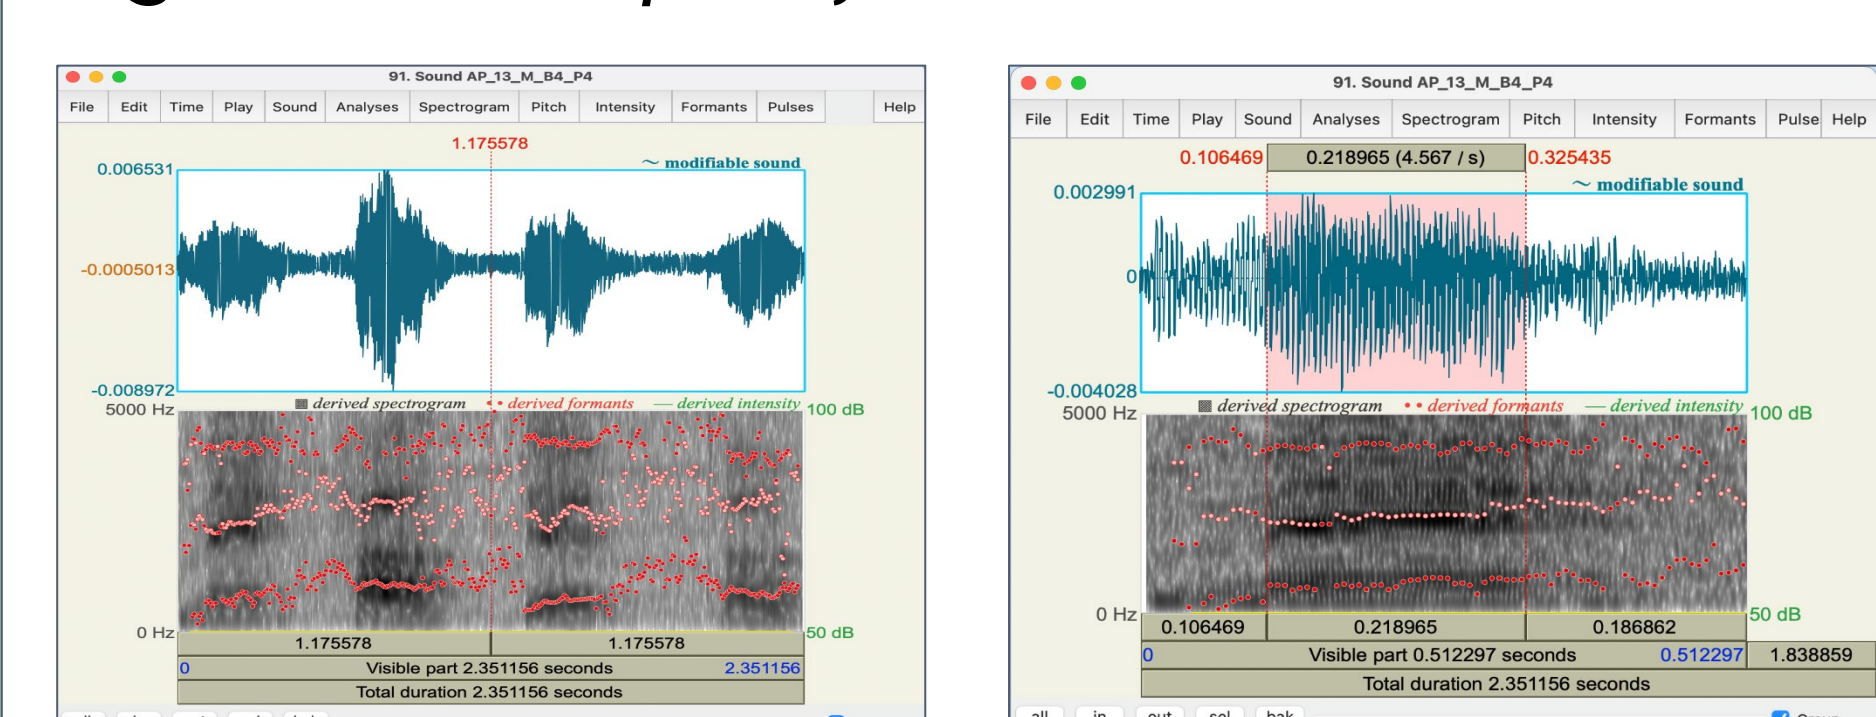 91. Sound AP_13_M_B4_P4
File Edit Time Play Sound Analyses Spectrogram Pitch Intensity Formants Pulses Help
1.175578
0.006531
~ modifiable sound
-0.0005013
-0.008972
derived spectrogram •• derived formants — derived intensity
5000 Hz
100 dB
0 Hz
50 dB
1.175578 1.175578
0 Visible part 2.351156 seconds 2.351156
Total duration 2.351156 seconds
91. Sound AP_13_M_B4_P4
File Edit Time Play Sound Analyses Spectrogram Pitch Intensity Formants Pulse Help
0.106469 0.218965 (4.567 / s) 0.325435
~ modifiable sound
0.002991
0
-0.004028
derived spectrogram •• derived formants — derived intensity
5000 Hz
100 dB
0 Hz
50 dB
0.106469 0.218965 0.186862
0 Visible part 0.512297 seconds 0.512297 1.838859
Total duration 2.351156 seconds
all in out sel bak